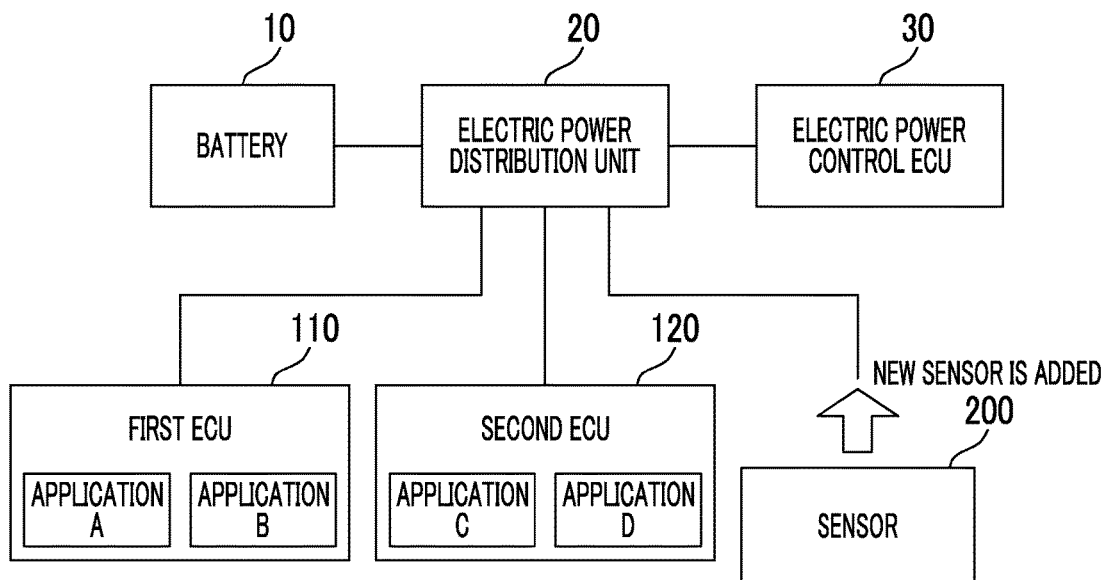 10
20
30
BATTERY
ELECTRIC POWER
DISTRIBUTION UNIT
ELECTRIC POWER
CONTROL ECU
110
120
NEW SENSOR IS ADDED
200
FIRST ECU
SECOND ECU
SENSOR
APPLICATION
A
APPLICATION
B
APPLICATION
C
APPLICATION
D